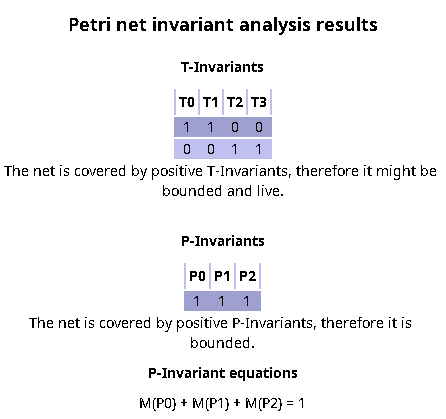 Petri net invariant analysis results
T-Invariants
T0 T1 T2 T3
1 1 0 0
0 0 1 1
The net is covered by positive T-Invariants, therefore it might be
bounded and live.
P-Invariants
P0 P1 P2
1 1 1
The net is covered by positive P-Invariants, therefore it is
bounded.
P-Invariant equations
M(P0) + M(P1) + M(P2) = 1